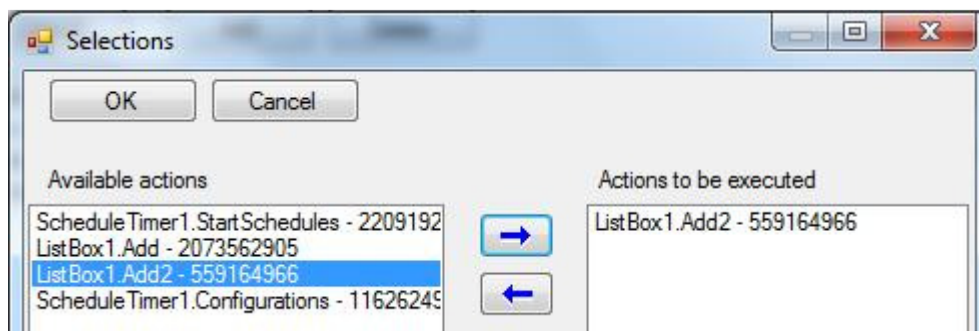 Selections
OK
Cancel
Available actions
Actions to be executed
ScheduleTimer1.StartSchedules - 2209192
ListBox1.Add - 2073562905
ListBox1.Add2 - 559164966
ScheduleTimer1.Configurations - 11626249
ListBox1.Add2 - 559164966